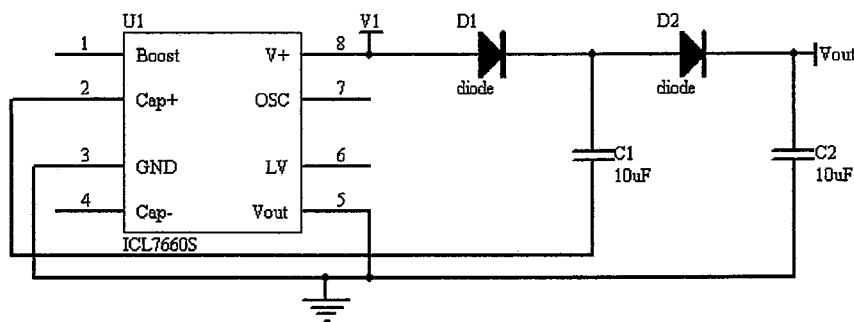 U1
V1
D1
D2
1
Boost
V+
8
Vout
2
Cap+
OSC
7
diode
diode
3
GND
LV
6
C1
10uF
C2
10uF
4
Cap-
Vout
5
ICL7660S